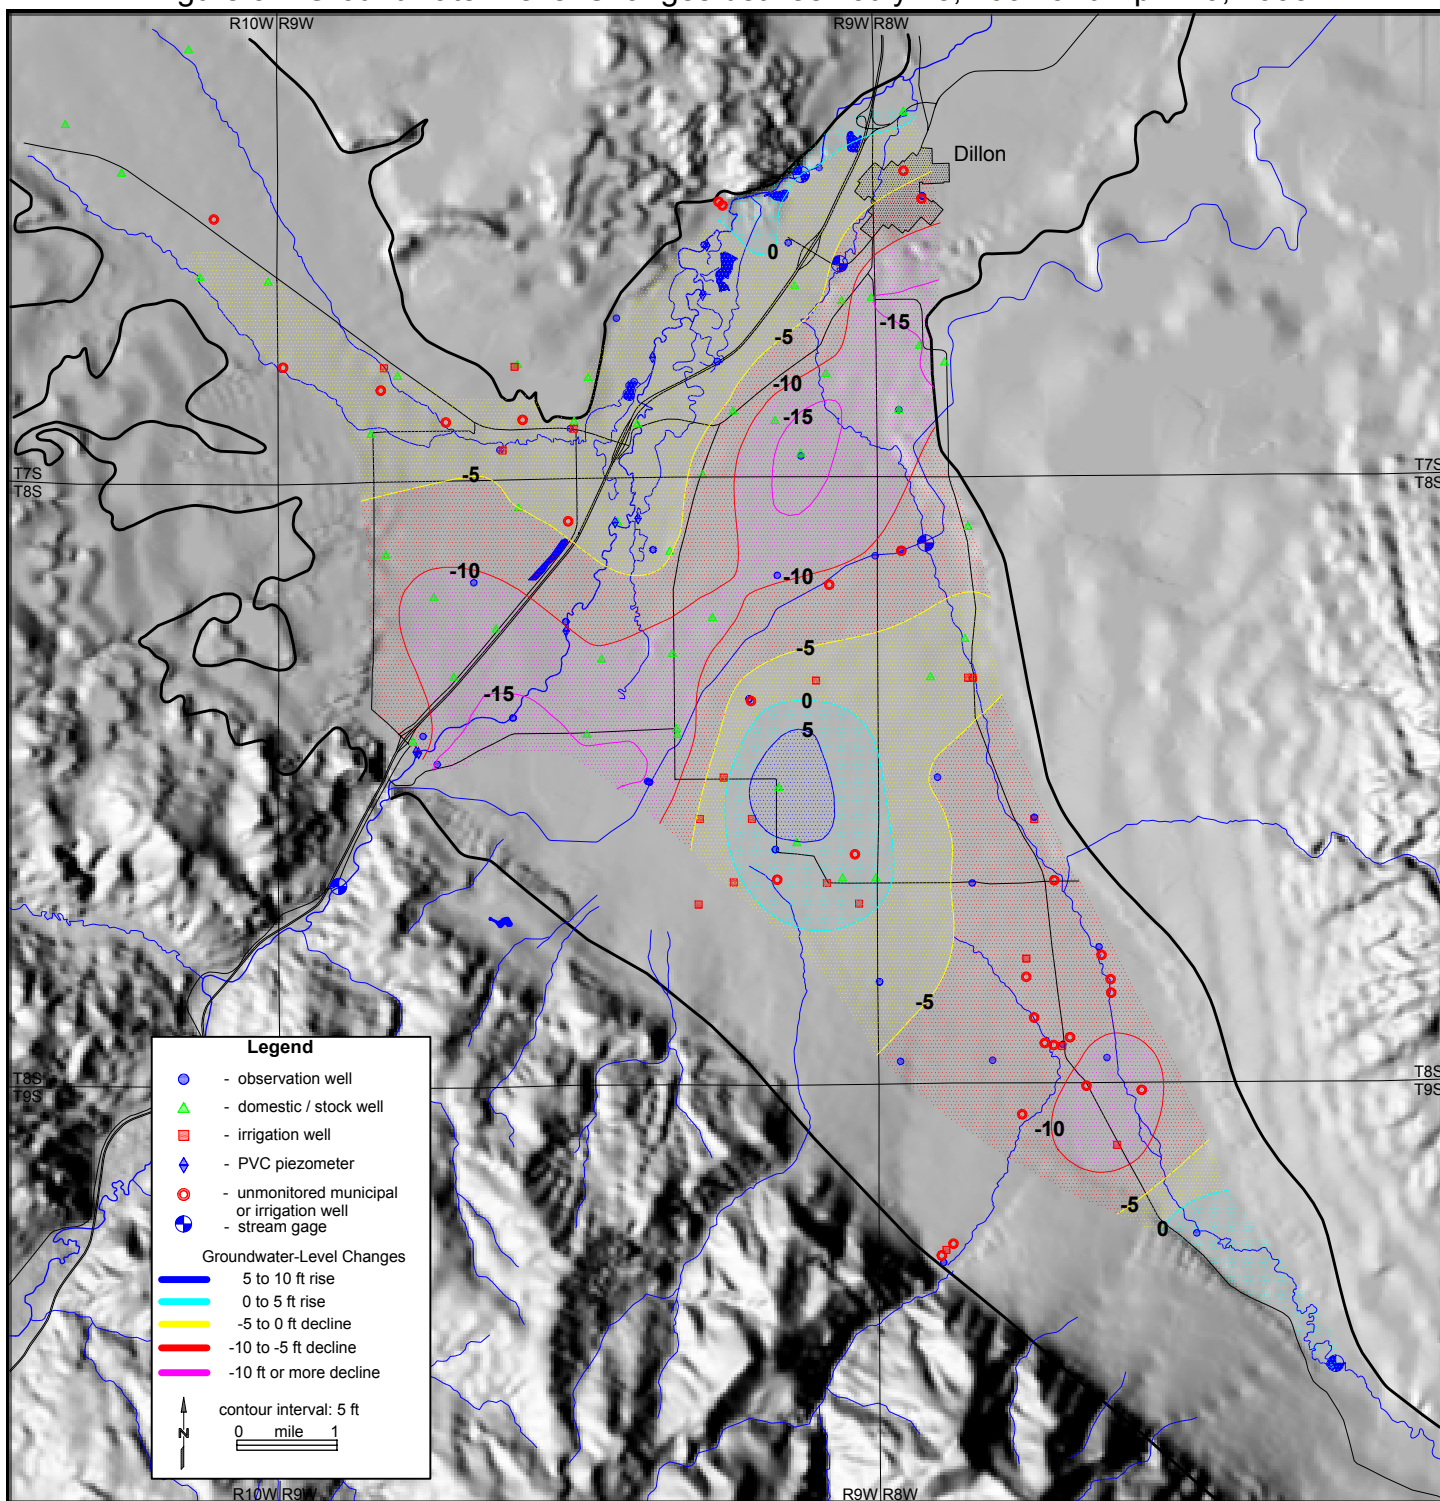 R10W R9W
R9W R8W
Dillon
0
-15
-5
-10
-15
T7S
T8S
T7S
T8S
-5
-10
-10
-5
-15
0
5
-5
Legend
- observation well
- domestic / stock well
- irrigation well
- PVC piezometer
- unmonitored municipal
or irrigation well
- stream gage
Groundwater-Level Changes
5 to 10 ft rise
0 to 5 ft rise
-5 to 0 ft decline
-10 to -5 ft decline
-10 ft or more decline
contour interval: 5 ft
N
0 mile 1
T8S
T9S
T8S
T9S
-10
-5
0
R10W R9W
R9W R8W